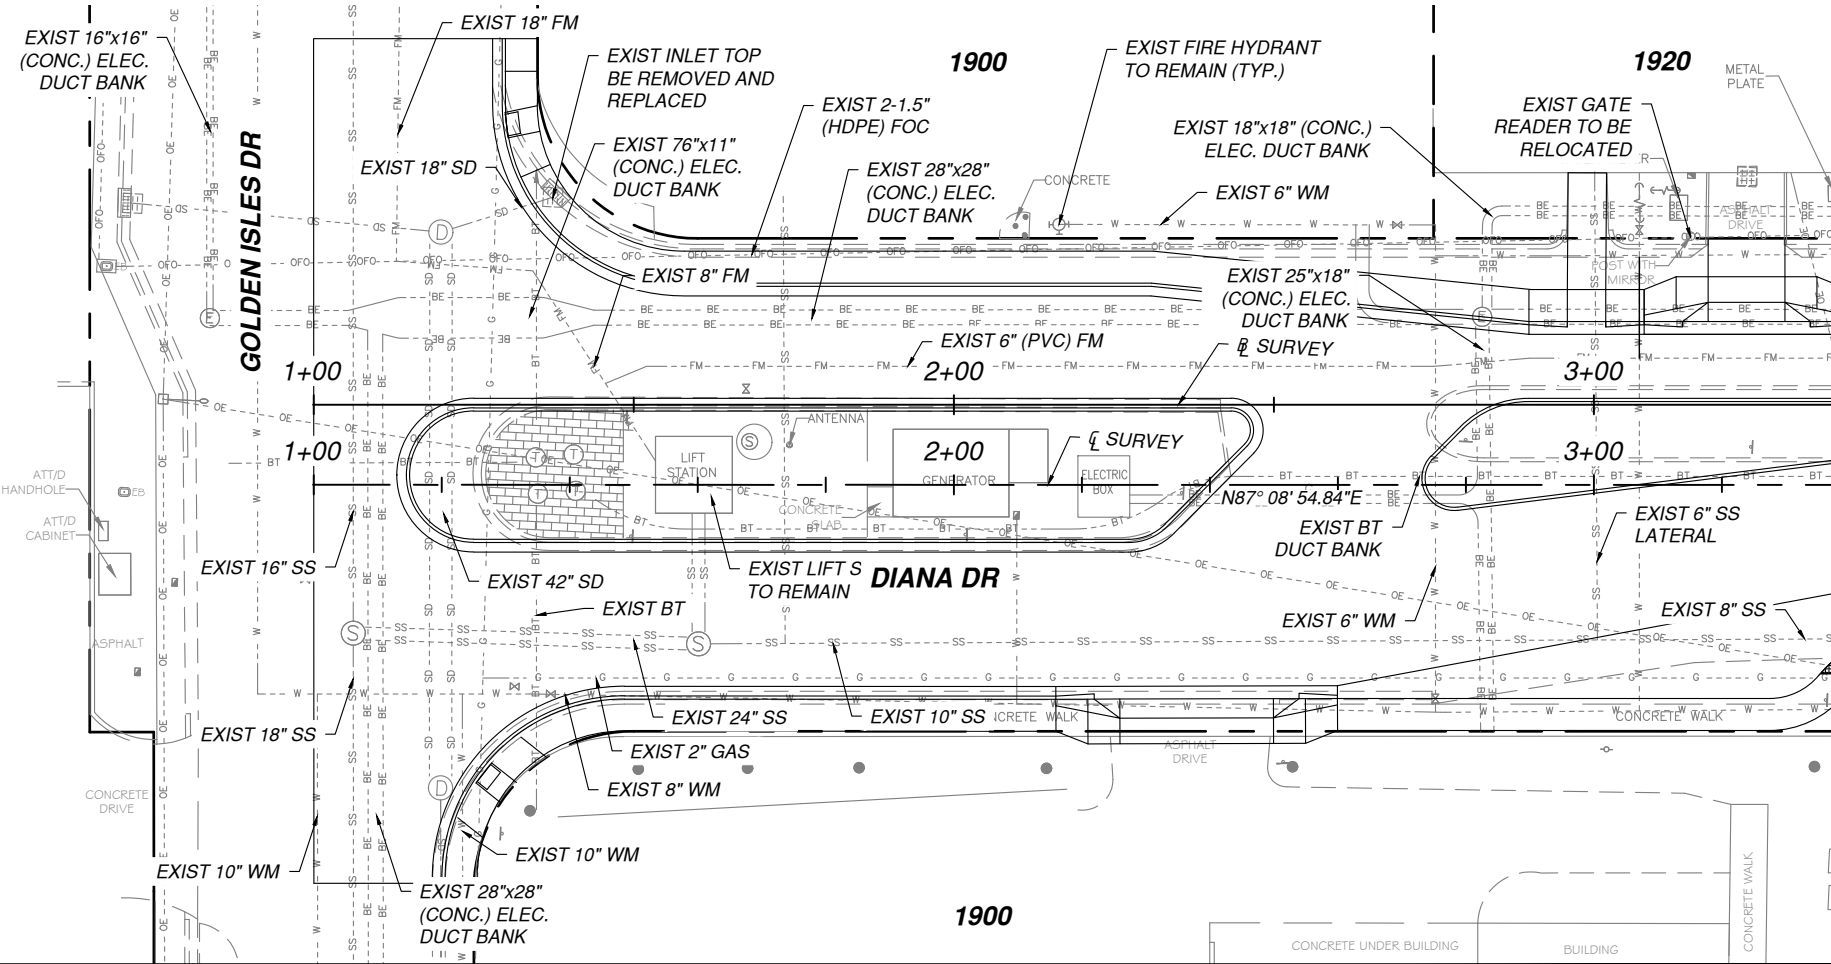 EXIST 16"x16"
(CONC.) ELEC.
DUCT BANK
EXIST 18" FM
EXIST INLET TOP
BE REMOVED AND
REPLACED
1900
EXIST FIRE HYDRANT
TO REMAIN (TYP.)
1920
METAL
PLATE
EXIST 2-1.5"
(HDPE) FOC
EXIST 18"x18" (CONC.)
ELEC. DUCT BANK
EXIST GATE
READER TO BE
RELOCATED
GOLDEN ISLES DR
EXIST 18" SD
EXIST 76"x11"
(CONC.) ELEC.
DUCT BANK
EXIST 28"x28"
(CONC.) ELEC.
DUCT BANK
CONCRETE
EXIST 6" WM
ASPHALT
DRIVE
POST WITH
MIRROR
EXIST 8" FM
EXIST 25"x18"
(CONC.) ELEC.
DUCT BANK
EXIST 6" (PVC) FM
SURVEY
1+00
2+00
3+00
ANTENNA
1+00
2+00
3+00
SURVEY
LIFT
STATION
GENERATOR
ELECTRIC
BOX
CONCRETE
SLAB
N87° 08' 54.84"E
ATT/D
HANDHOLE
EB
EB
ATT/D
CABINET
EXIST BT
DUCT BANK
EXIST 6" SS
LATERAL
EXIST 16" SS
EXIST 42" SD
EXIST LIFT S
TO REMAIN
DIANA DR
EXIST BT
EXIST 6" WM
EXIST 8" SS
ASPHALT
EXIST 18" SS
EXIST 24" SS
EXIST 10" SS
NCRETE WALK
CONCRETE WALK
EXIST 2" GAS
ASPHALT
DRIVE
EXIST 8" WM
CONCRETE
DRIVE
EXIST 10" WM
EXIST 10" WM
EXIST 28"x28"
(CONC.) ELEC.
DUCT BANK
1900
CONCRETE WALK
CONCRETE UNDER BUILDING
BUILDING